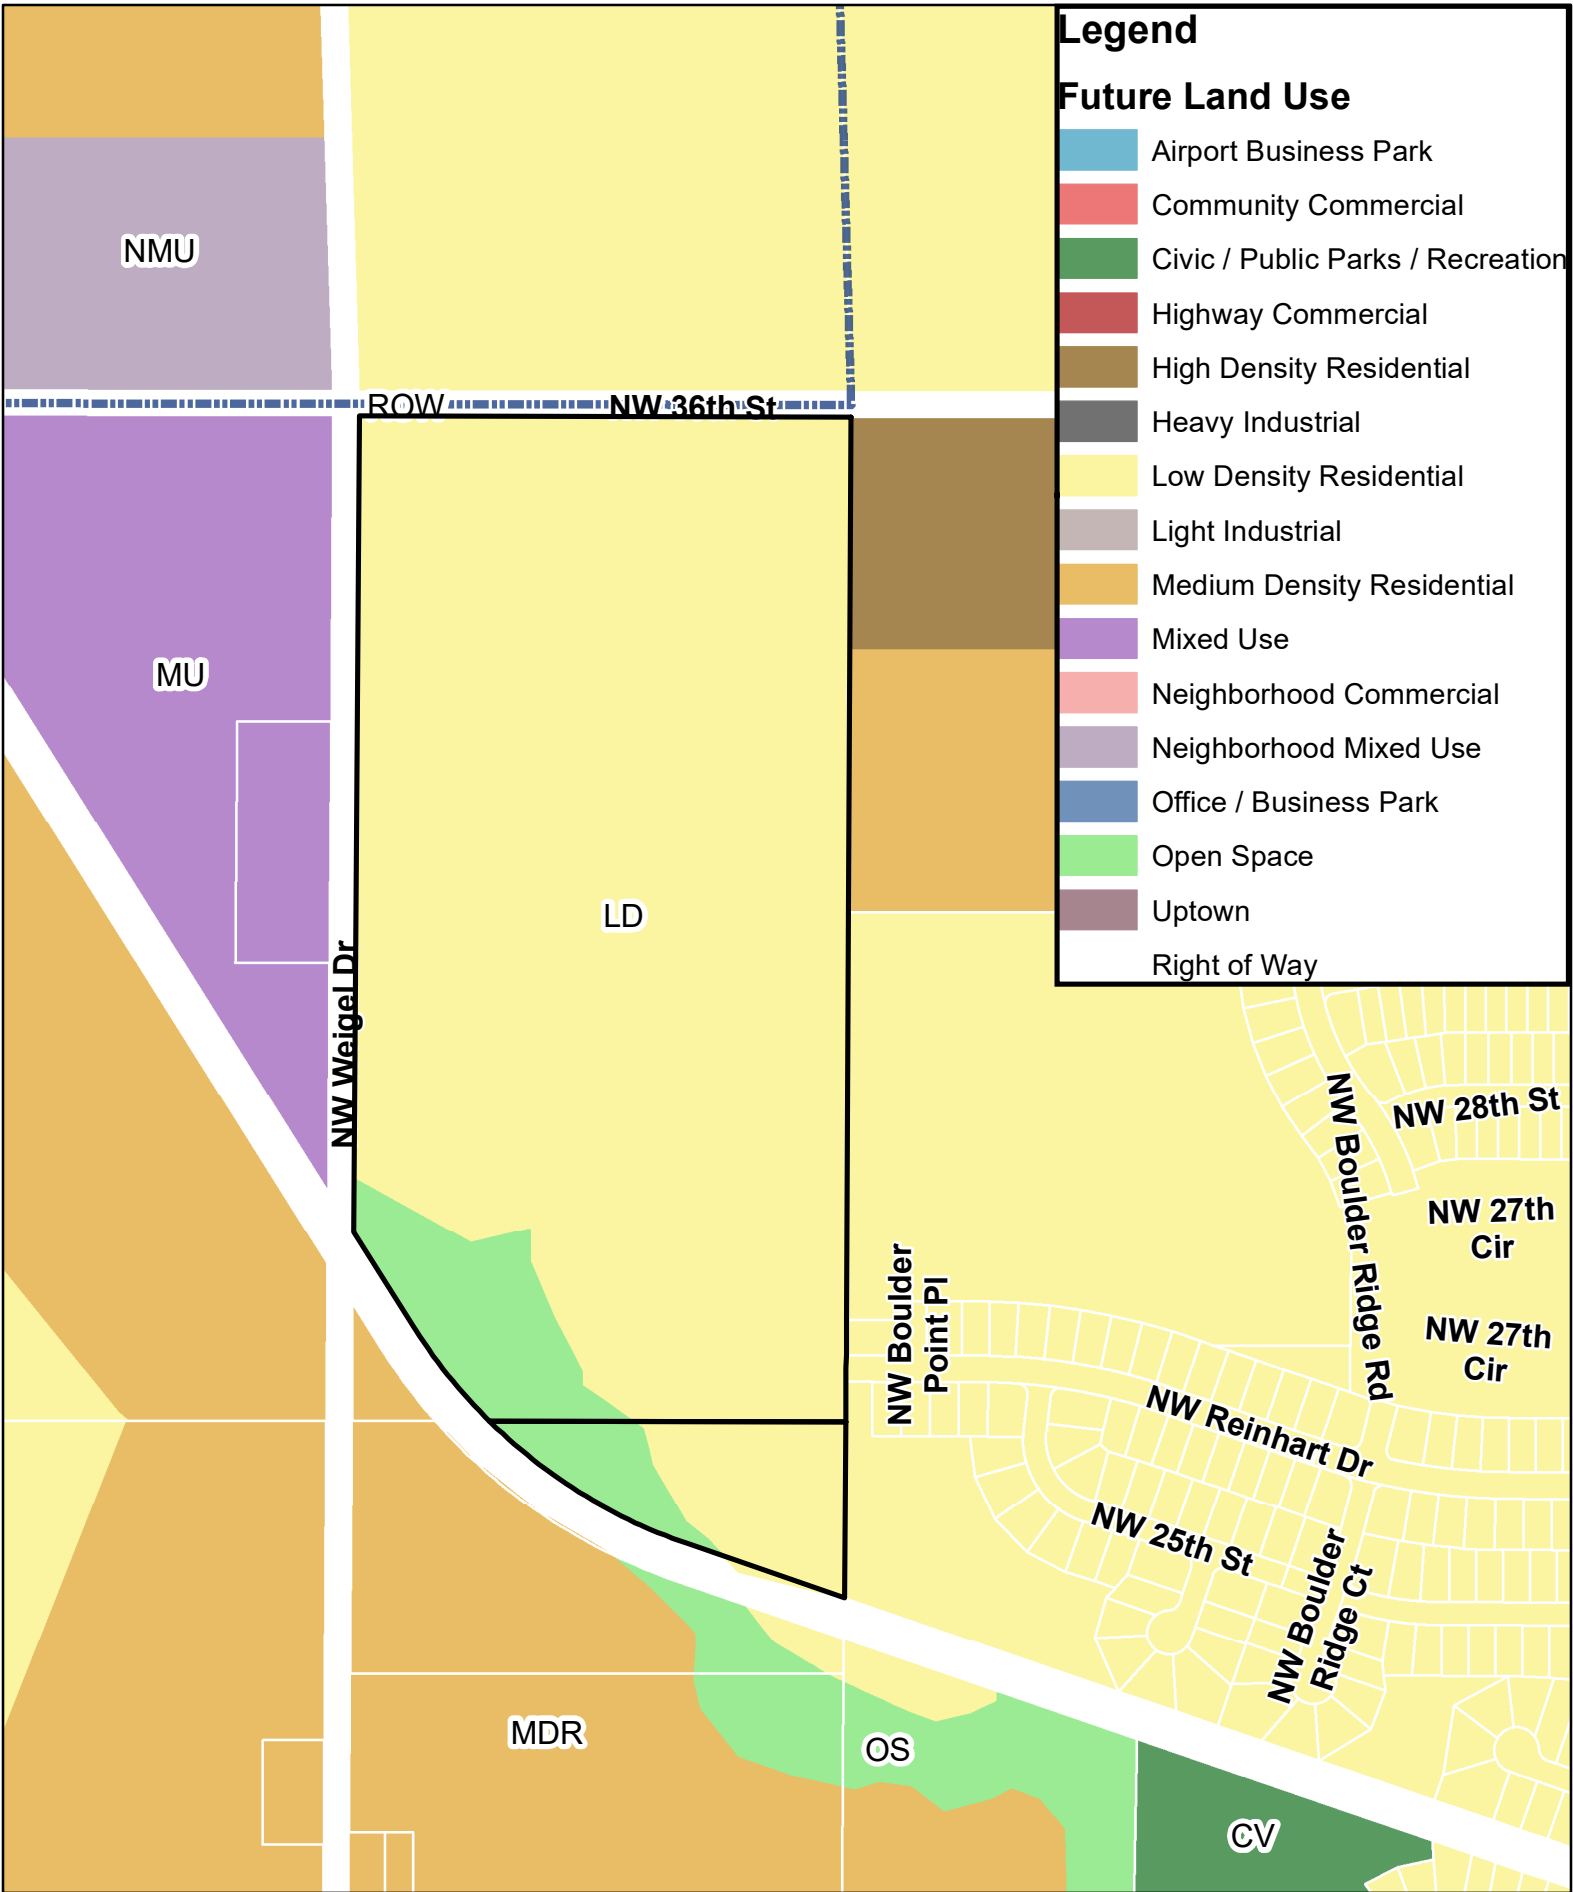 Legend
Future Land Use
Airport Business Park
Community Commercial
Civic / Public Parks / Recreation
Highway Commercial
High Density Residential
Heavy Industrial
Low Density Residential
Light Industrial
Medium Density Residential
Mixed Use
Neighborhood Commercial
Neighborhood Mixed Use
Office / Business Park
Open Space
Uptown
Right of Way
NMU
ROW
NW 36th St
MU
LD
NW Weigel Dr
NW 28th St
NW Boulder Ridge Rd
NW 27th
Cir
NW 27th
Cir
NW Boulder
Point Pl
NW Reinhart Dr
NW 25th St
NW Boulder
Ridge Ct
MDR
OS
CV